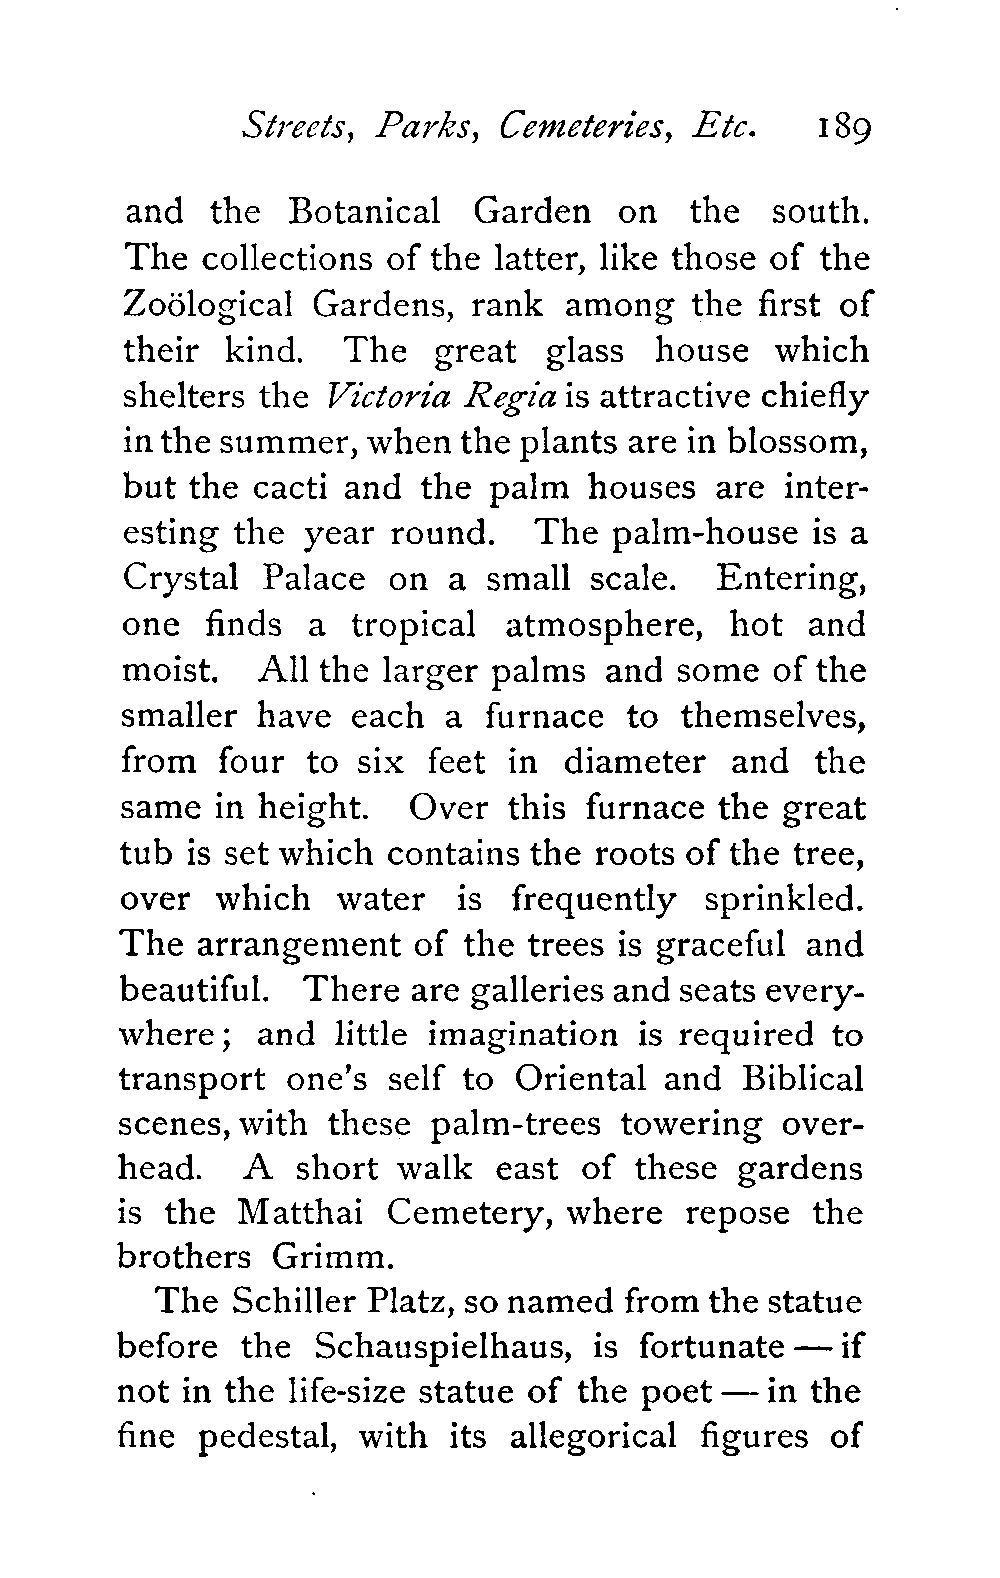 Streets, Parks, Cemeteries, Etc. 189
and the Botanical Garden on the south.
The collections of the latter, like those of the
Zoölogical Gardens, rank among the first of
their kind. The great glass house which
shelters the Victoria Regia is attractive chiefly
in the summer, when the plants are in blossom,
but the cacti and the palm houses are inter-
esting the year round. The palm-house is a
Crystal Palace on a small scale. Entering,
one finds a tropical atmosphere, hot and
moist. All the larger palms and some of the
smaller have each a furnace to themselves,
from four to six feet in diameter and the
same in height. Over this furnace the great
tub is set which contains the roots of the tree,
over which water is frequently sprinkled.
The arrangement of the trees is graceful and
beautiful. There are galleries and seats every-
where; and little imagination is required to
transport one's self to Oriental and Biblical
scenes, with these palm-trees towering over-
head. A short walk east of these gardens
is the Matthai Cemetery, where repose the
brothers Grimm.
The Schiller Platz, so named from the statue
before the Schauspielhaus, is fortunate — if
not in the life-size statue of the poet — in the
fine pedestal, with its allegorical figures of